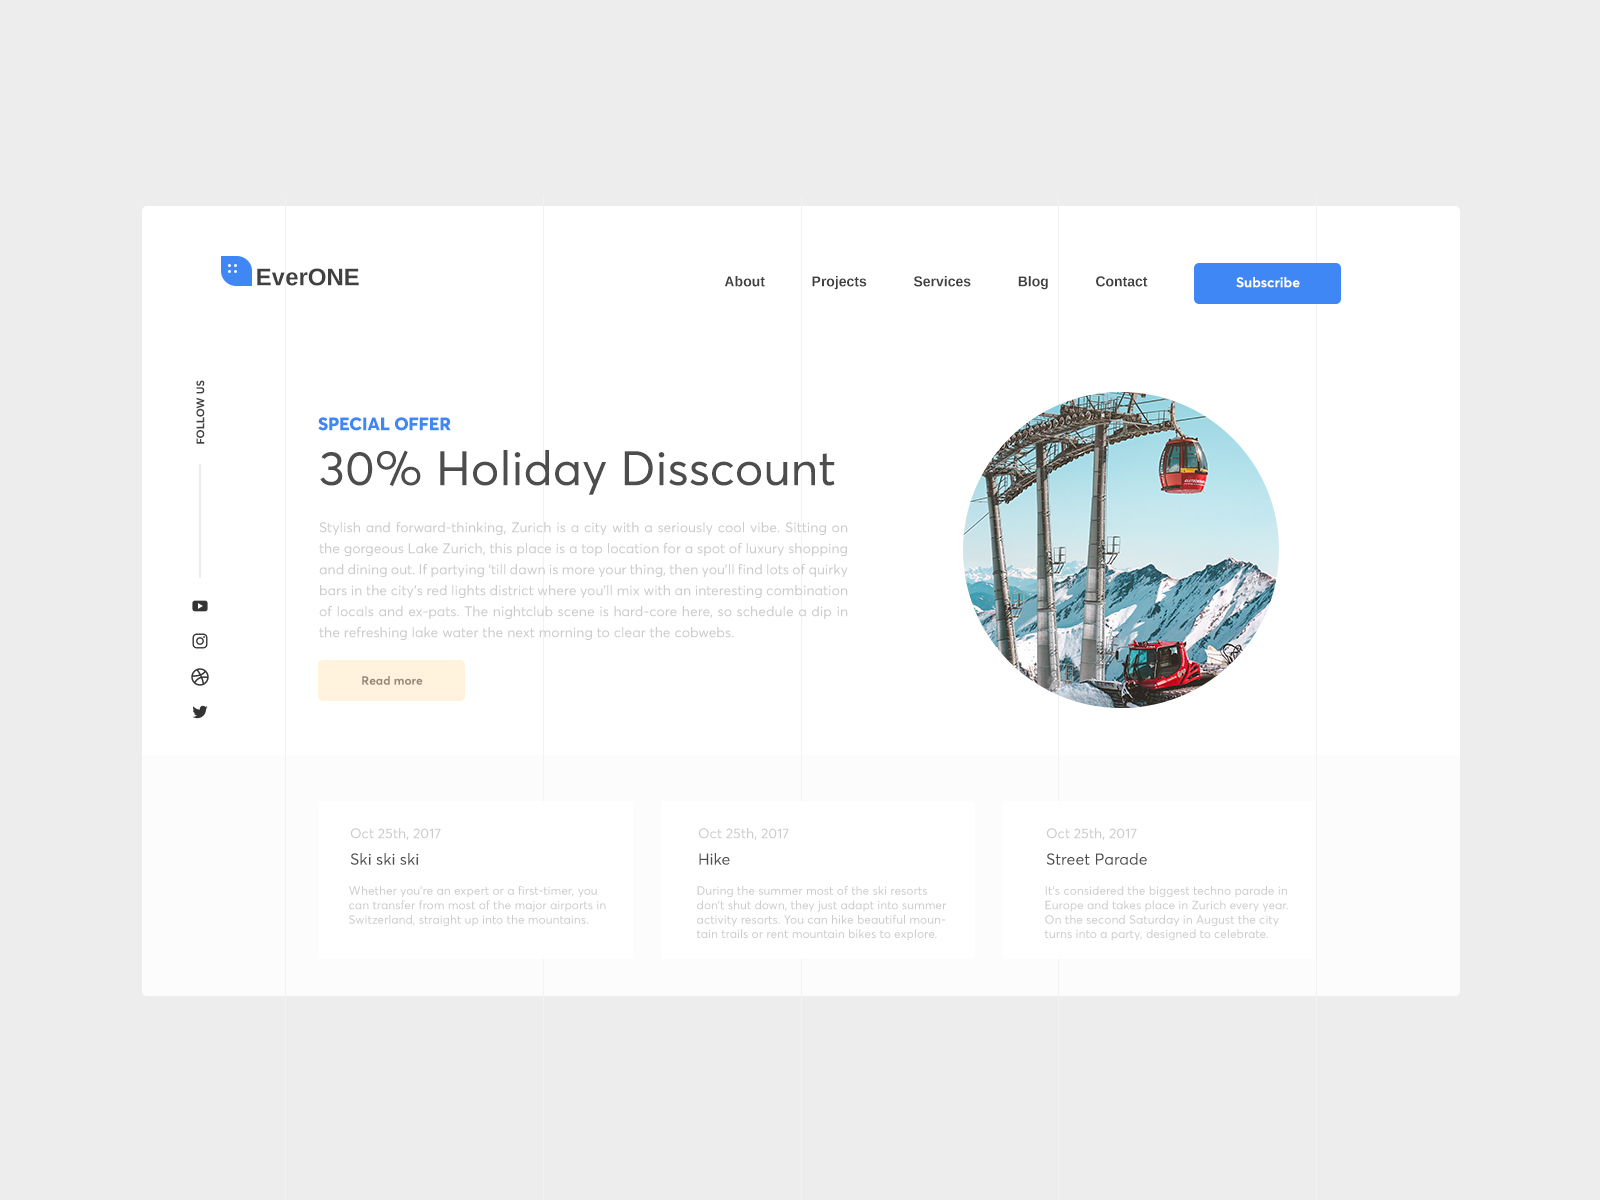 EverONE
About
Projects
Services
Blog
Contact
Subscribe
FOLLOW US
SPECIAL OFFER
30% Holiday Disscount
Stylish and forward-thinking, Zurich is a city with a seriously cool vibe. Sitting on
the gorgeous Lake Zurich, this place is a top location for a spot of luxury shopping
and dining out. If partying 'till dawn is more your thing, then you'll find lots of quirky
bars in the city's red lights district where you'll mix with an interesting combination
of locals and ex-pats. The nightclub scene is hard-core here, so schedule a dip in
the refreshing lake water the next morning to clear the cobwebs.
Read more
Oct 25th, 2017
Ski ski ski
Whether you're an expert or a first-timer, you
can transfer from most of the major airports in
Switzerland, straight up into the mountains.
Oct 25th, 2017
Hike
During the summer most of the ski resorts
don't shut down, they just adapt into summer
activity resorts. You can hike beautiful moun-
tain trails or rent mountain bikes to explore.
Oct 25th, 2017
Street Parade
It's considered the biggest techno parade in
Europe and takes place in Zurich every year.
On the second Saturday in August the city
turns into a party, designed to celebrate.